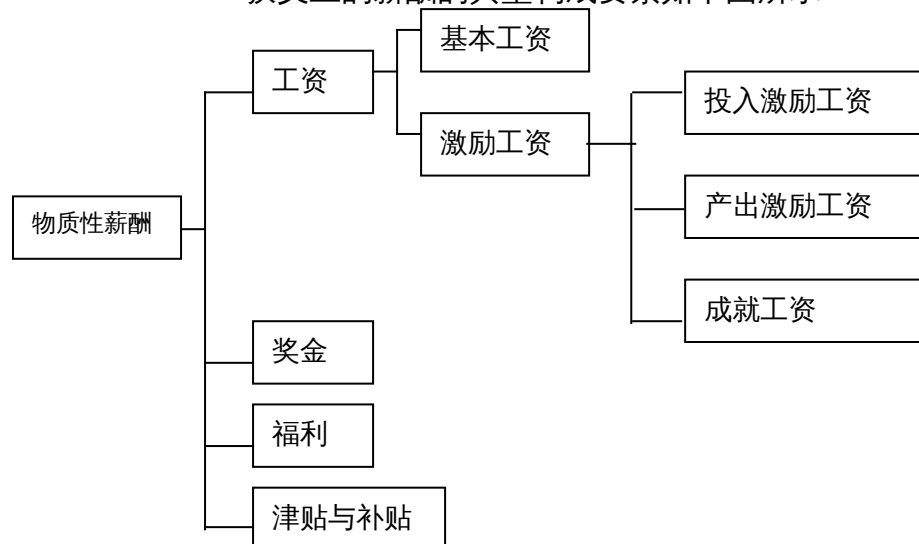 基本工资
工资
投入激励工资
激励工资
产出激励工资
物质性薪酬
成就工资
奖金
福利
津贴与补贴